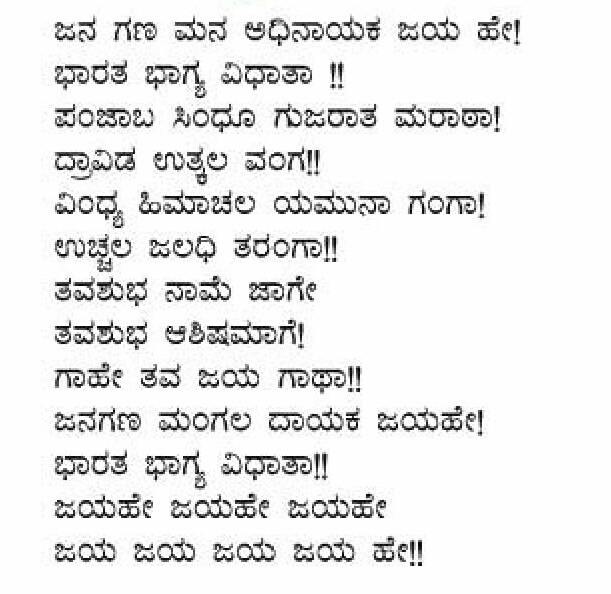 ಜನ ಗಣ ಮನ ಅಧಿನಾಯಕ ಜಯ ಹೇ!
ಭಾರತ ಭಾಗ್ಯ ವಿಧಾತಾ !!
ಪಂಜಾಬ ಸಿಂಧೂ ಗುಜರಾತ ಮರಾಠಾ!
ದ್ರಾವಿಡ ಉತ್ಕಲ ವಂಗ!!
ವಿಂಧ್ಯ ಹಿಮಾಚಲ ಯಮುನಾ ಗಂಗಾ!
ಉಚ್ಚಲ ಜಲಧಿ ತರಂಗಾ!!
ತವಶುಭ ನಾಮೆ ಜಾಗೇ
ತವಶುಭ ಆಶಿಷಮಾಗೆ!
ಗಾಹೇ ತವ ಜಯ ಗಾಥಾ!!
ಜನಗಣ ಮಂಗಲ ದಾಯಕ ಜಯಹೇ!
ಭಾರತ ಭಾಗ್ಯ ವಿಧಾತಾ!!
ಜಯಹೇ ಜಯಹೇ ಜಯಹೇ
ಜಯ ಜಯ ಜಯ ಜಯ ಹೇ!!